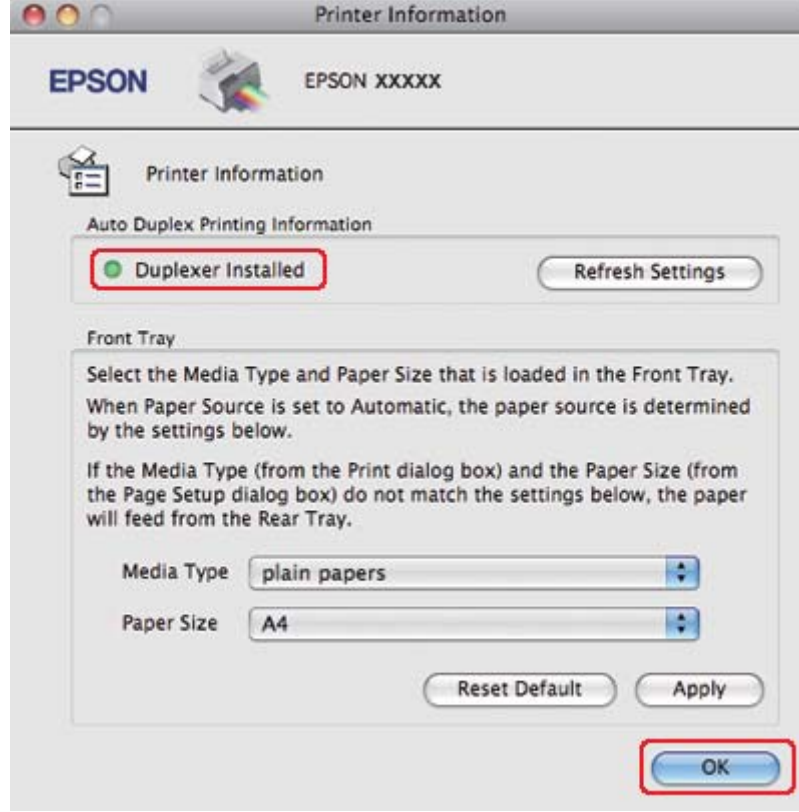 Printer Information
EPSON
EPSON XXXXX
Printer Information
Auto Duplex Printing Information
Duplexer Installed
Refresh Settings
Front Tray
Select the Media Type and Paper Size that is loaded in the Front Tray.
When Paper Source is set to Automatic, the paper source is determined
by the settings below.
If the Media Type (from the Print dialog box) and the Paper Size (from
the Page Setup dialog box) do not match the settings below, the paper
will feed from the Rear Tray.
Media Type plain papers
Paper Size A4
Reset Default Apply
OK